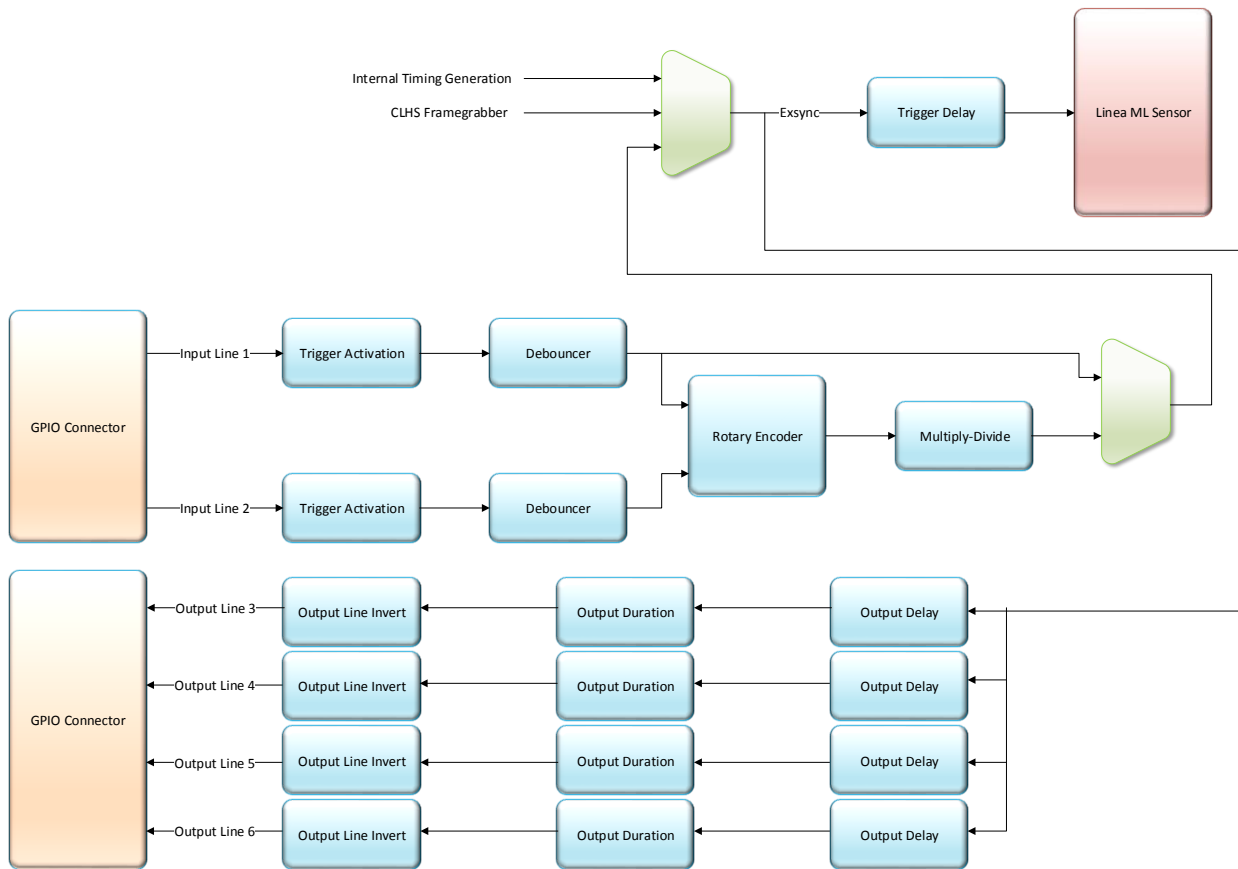 Internal Timing Generation
CLHS Framegrabber
Exsync
Trigger Delay
Linea ML Sensor
GPIO Connector
Input Line 1
Trigger Activation
Debouncer
Rotary Encoder
Multiply-Divide
Input Line 2
Trigger Activation
Debouncer
GPIO Connector
Output Line 3
Output Line Invert
Output Duration
Output Delay
Output Line 4
Output Line Invert
Output Duration
Output Delay
Output Line 5
Output Line Invert
Output Duration
Output Delay
Output Line 6
Output Line Invert
Output Duration
Output Delay